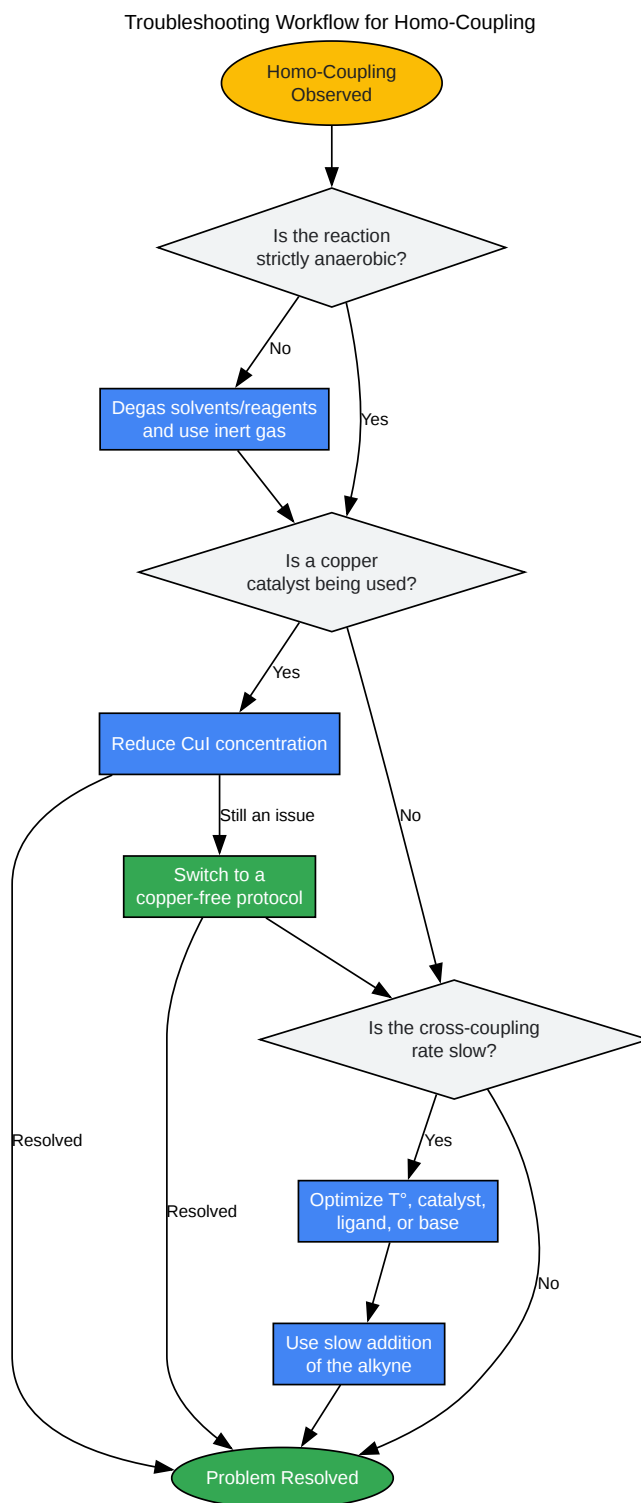 Troubleshooting Workflow for Homo-Coupling
Homo-Coupling
Observed
Is the reaction
strictly anaerobic?
No
Degas solvents/reagents
and use inert gas
Yes
Is a copper
catalyst being used?
Yes
Reduce CuI concentration
Still an issue
No
Switch to a
copper-free protocol
Is the cross-coupling
rate slow?
Resolved
Resolved
Yes
Optimize T°, catalyst,
ligand, or base
No
Use slow addition
of the alkyne
Problem Resolved